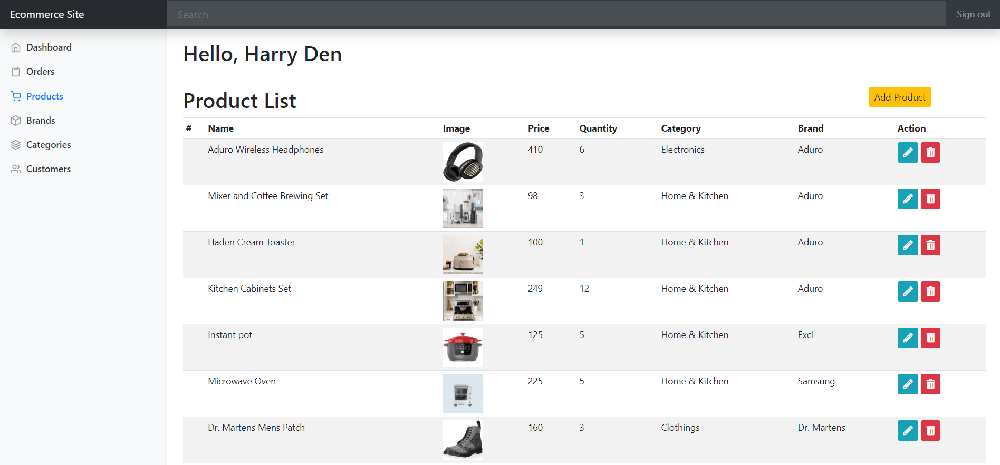 Ecommerce Site Search Sign out
Dashboard
Orders
Products
Brands
Categories
Customers
Hello, Harry Den
Product List Add Product
# Name Image Price Quantity Category Brand Action
Aduro Wireless Headphones 410 6 Electronics Aduro
Mixer and Coffee Brewing Set 98 3 Home & Kitchen Aduro
Haden Cream Toaster 100 1 Home & Kitchen Aduro
Kitchen Cabinets Set 249 12 Home & Kitchen Aduro
Instant pot 125 5 Home & Kitchen Excl
Microwave Oven 225 5 Home & Kitchen Samsung
Dr. Martens Mens Patch 160 3 Clothings Dr. Martens